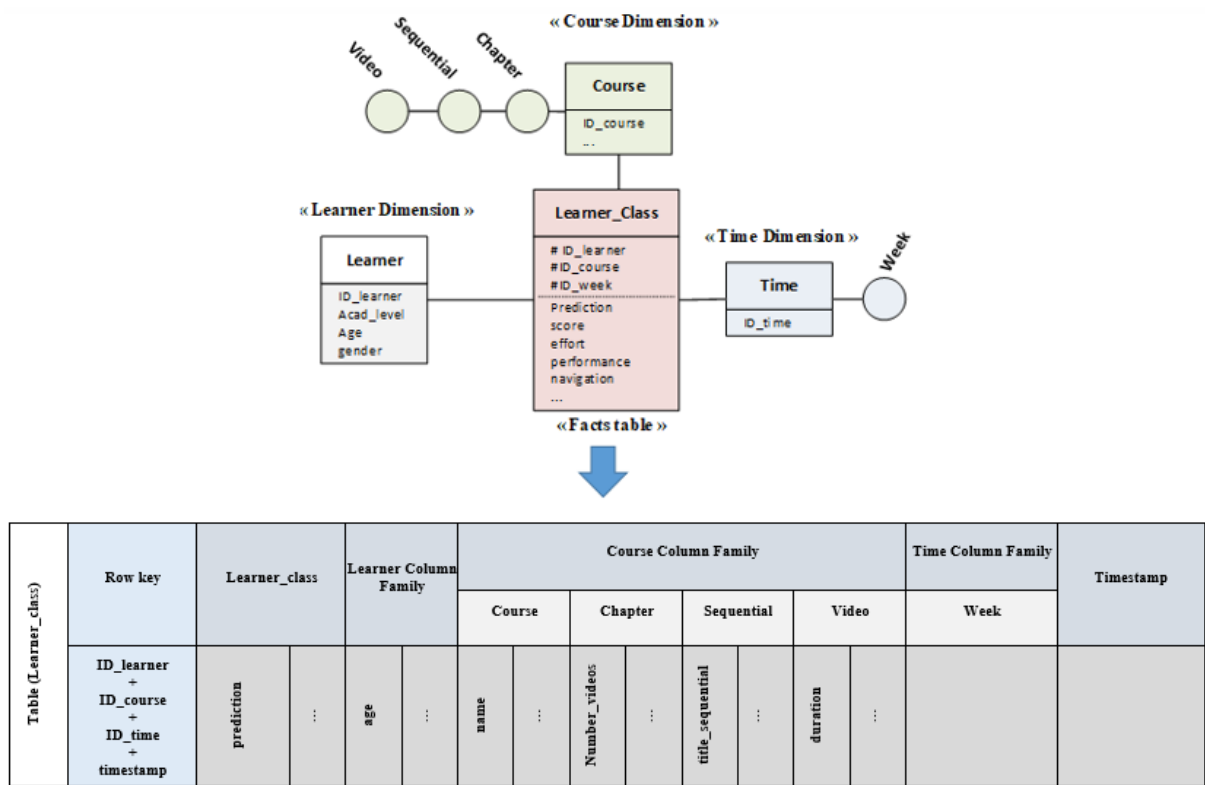 « Course Dimension »
Video
Sequential
Chapter
Course
ID_course
...
« Learner Dimension »
Learner
ID_learner
Acad_level
Age
gender
Learner_Class
# ID_learner
#ID_course
#ID_week
Prediction
score
effort
performance
navigation
...
«Facts table »
«Time Dimension»
Time
ID_time
Week
Table (Learner_class)
Row key
Learner_class
Learner Column
Family
Course Column Family
Time Column Family
Timestamp
Course
Chapter
Sequential
Video
Week
ID_learner
+
ID_course
+
ID_time
+
timestamp
prediction
...
age
...
name
...
Number_videos
...
title_sequential
...
duration
...